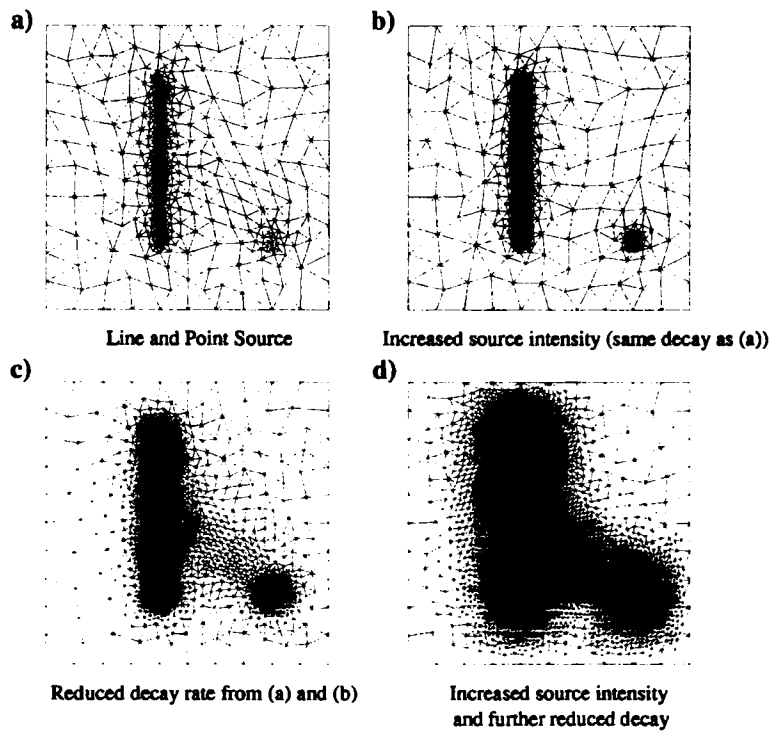 a)
b)
Line and Point Source
Increased source intensity (same decay as (a))
c)
d)
Reduced decay rate from (a) and (b)
Increased source intensity
and further reduced decay